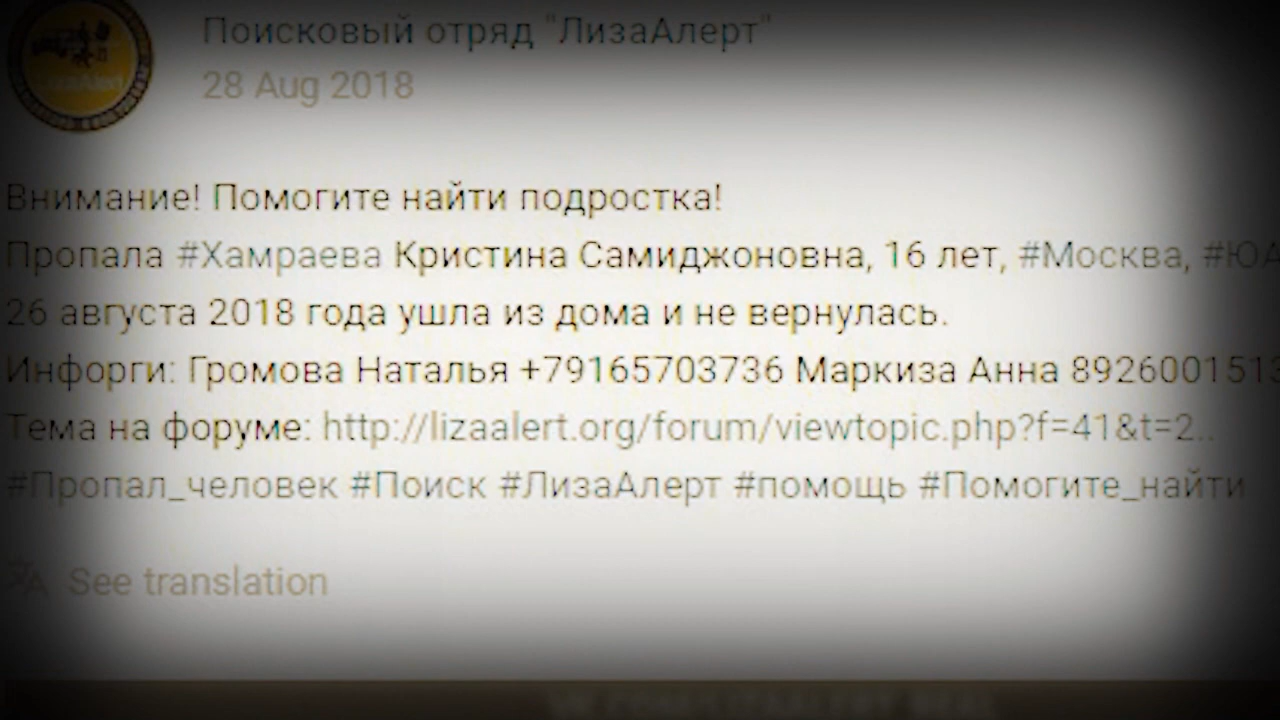 Поисковый отряд "ЛизаАлерт"
28 Aug 2018
Внимание! Помогите найти подростка!
Пропала #Хамраева Кристина Самиджоновна, 16 лет, #Москва, #ЮА
26 августа 2018 года ушла из дома и не вернулась.
Инфорги: Громова Наталья +79165703736 Маркиза Анна 8926001513
Тема на форуме: http://lizaalert.org/forum/viewtopic.php?f=41&t=2..
#Пропал_человек #Поиск #ЛизаАлерт #помощь #Помогите_найти
See translation